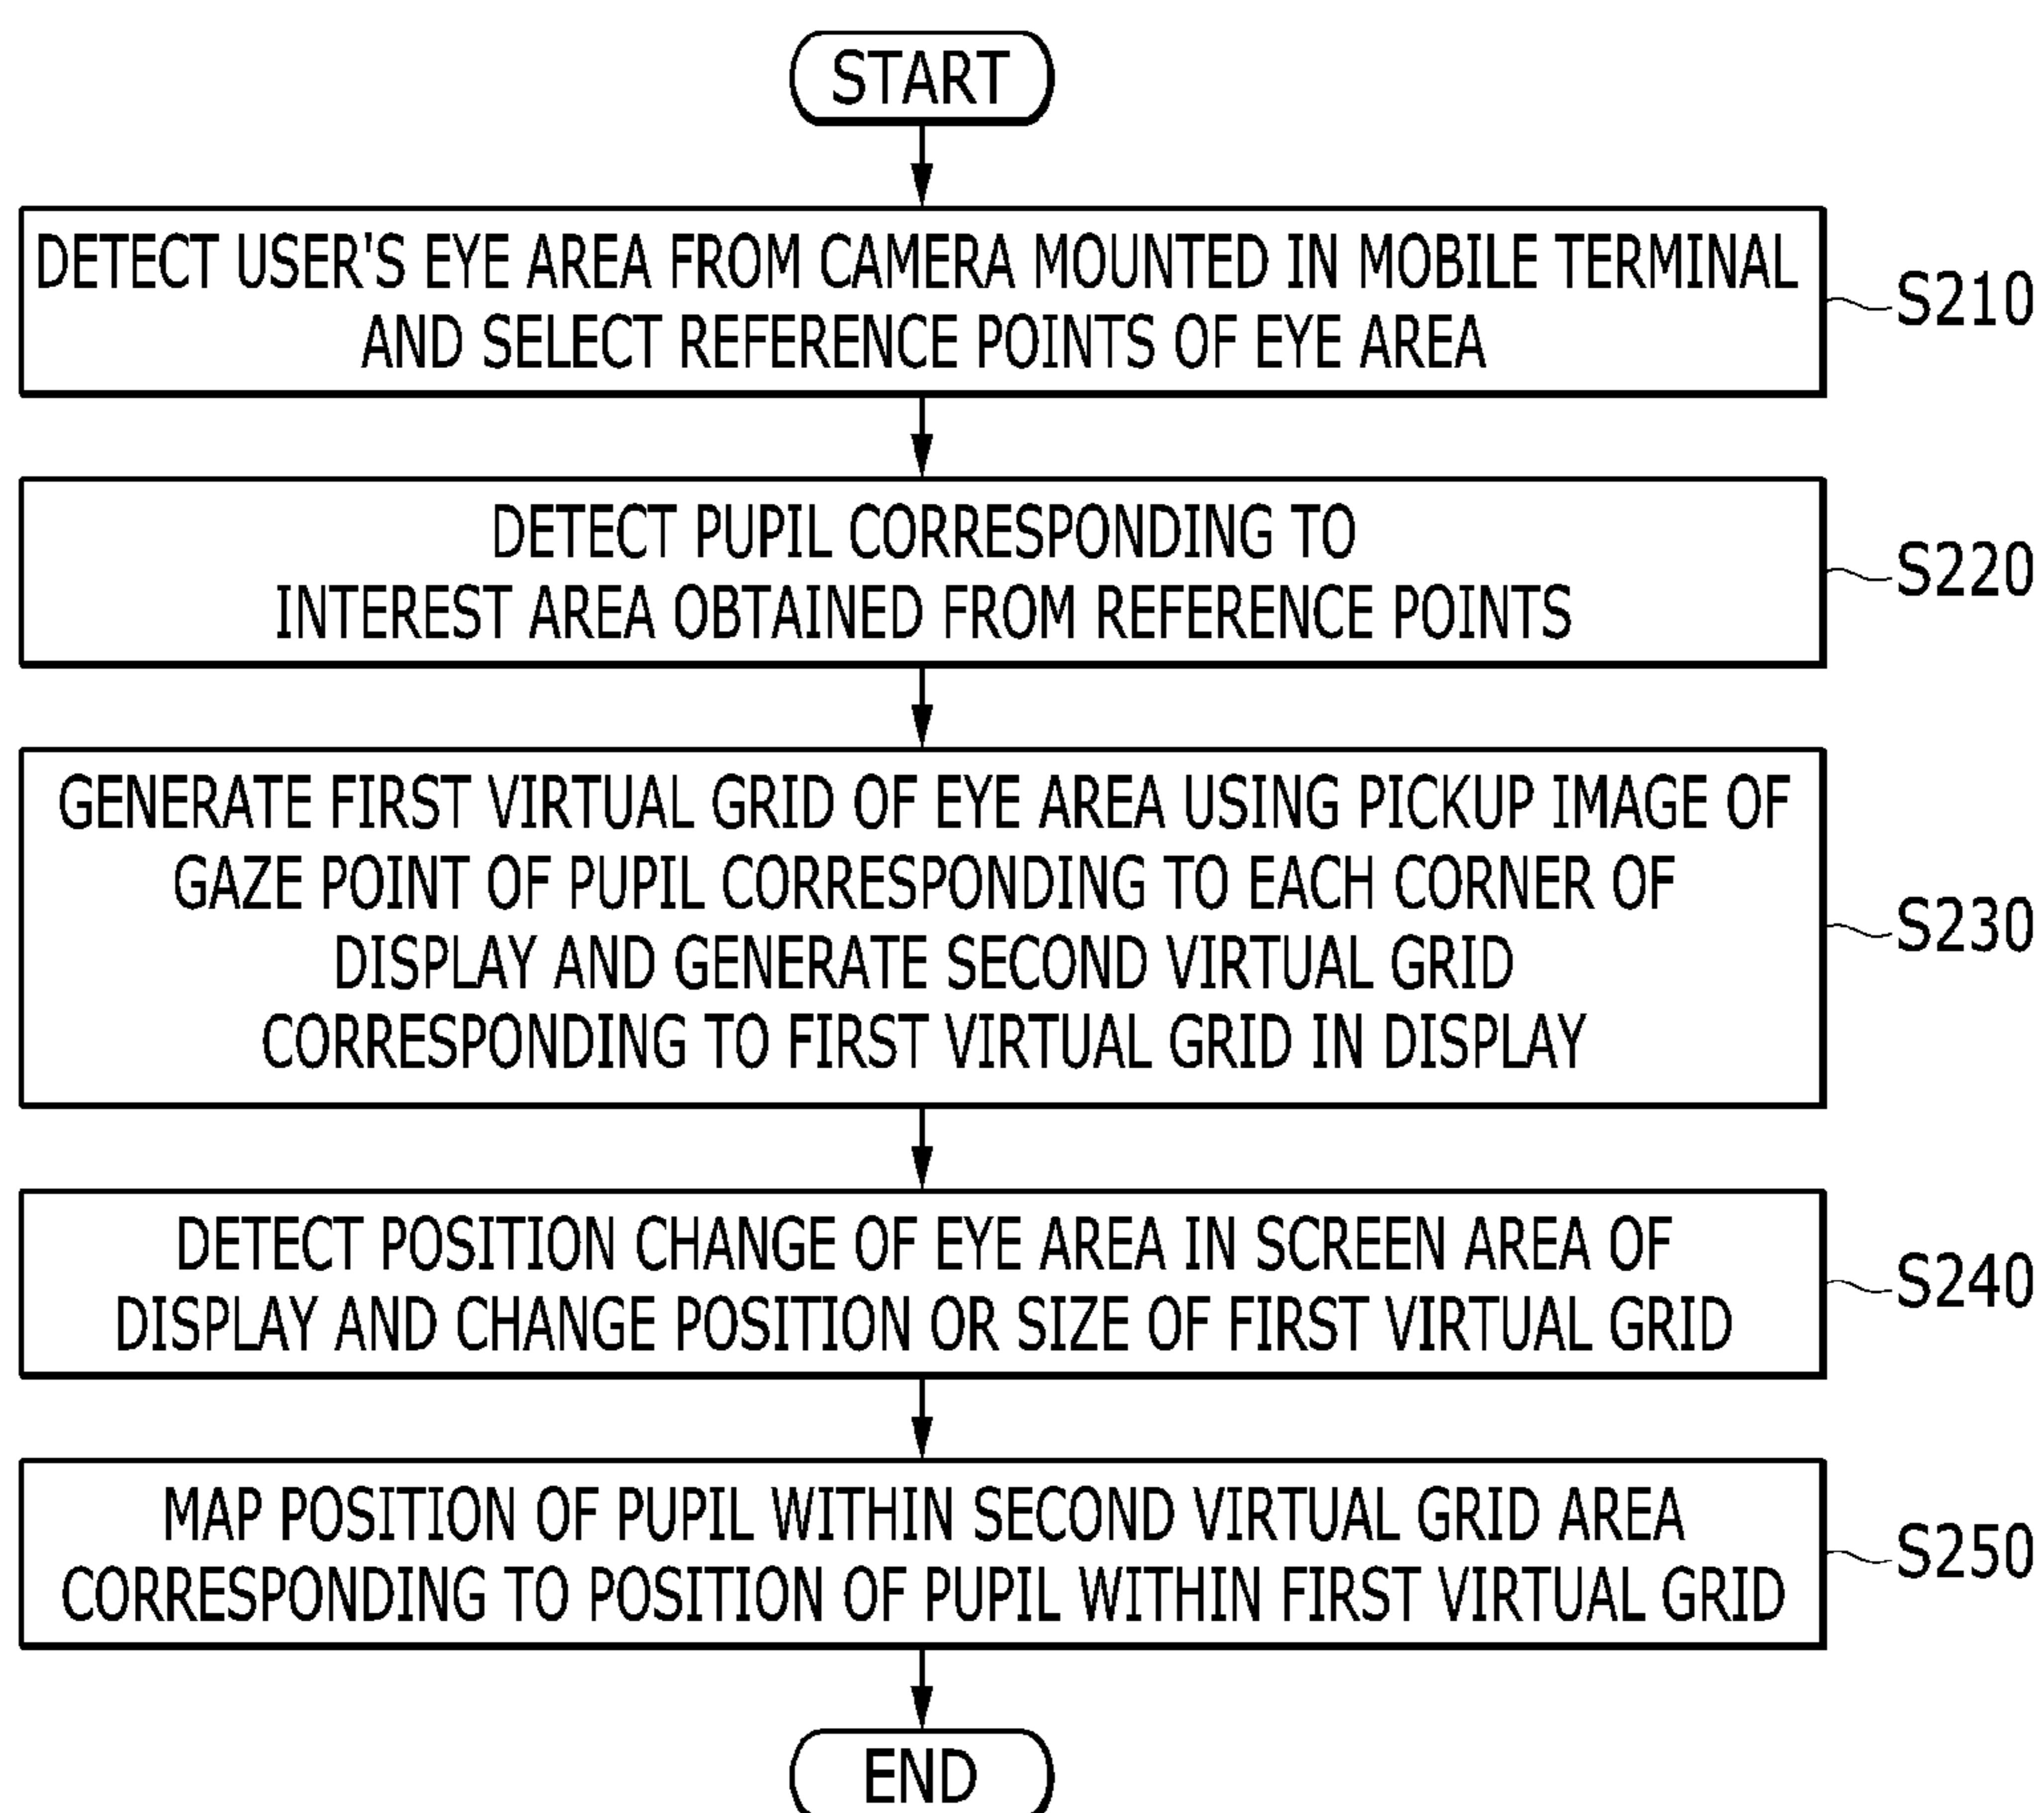 START
DETECT USER'S EYE AREA FROM CAMERA MOUNTED IN MOBILE TERMINAL
AND SELECT REFERENCE POINTS OF EYE AREA
S210
DETECT PUPIL CORRESPONDING TO
INTEREST AREA OBTAINED FROM REFERENCE POINTS
S220
GENERATE FIRST VIRTUAL GRID OF EYE AREA USING PICKUP IMAGE OF
GAZE POINT OF PUPIL CORRESPONDING TO EACH CORNER OF
DISPLAY AND GENERATE SECOND VIRTUAL GRID
CORRESPONDING TO FIRST VIRTUAL GRID IN DISPLAY
S230
DETECT POSITION CHANGE OF EYE AREA IN SCREEN AREA OF
DISPLAY AND CHANGE POSITION OR SIZE OF FIRST VIRTUAL GRID
S240
MAP POSITION OF PUPIL WITHIN SECOND VIRTUAL GRID AREA
CORRESPONDING TO POSITION OF PUPIL WITHIN FIRST VIRTUAL GRID
S250
END